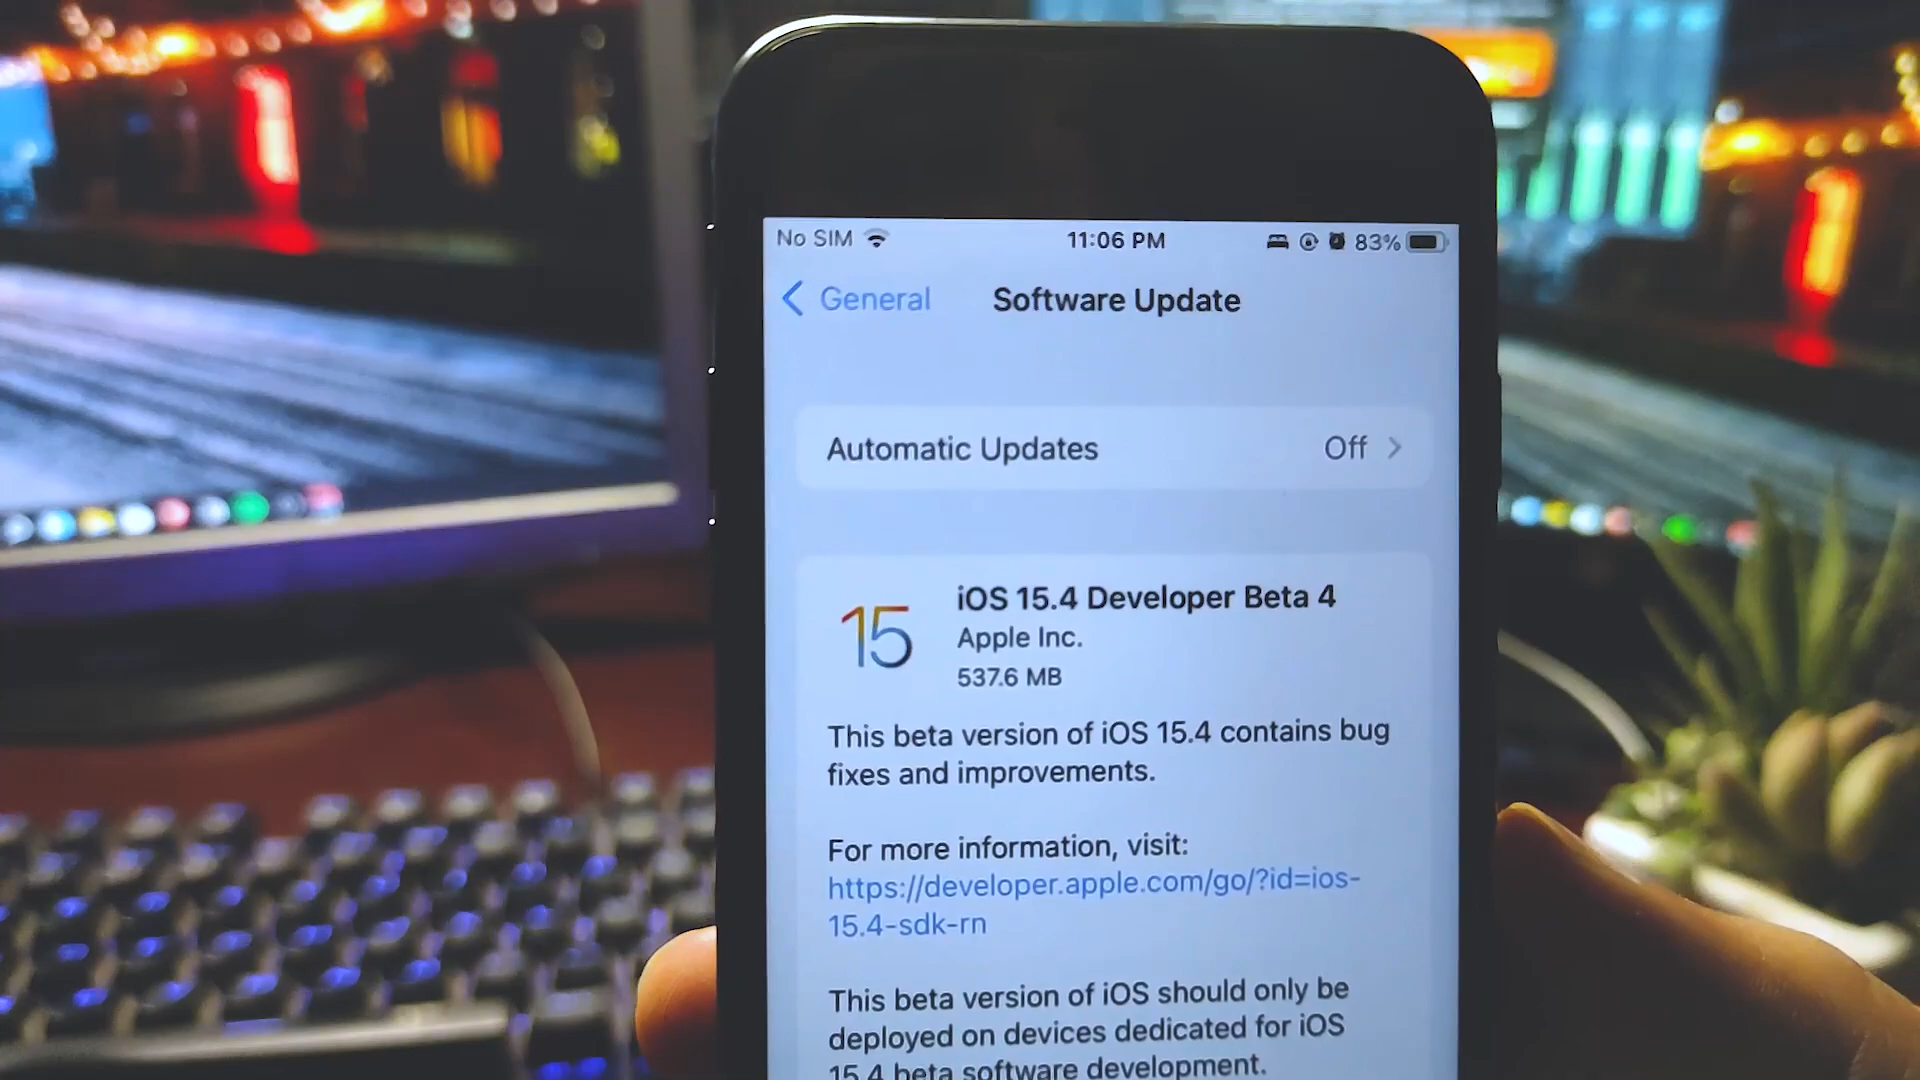 No SIM 11:06 PM 83%
General Software Update
Automatic Updates Off
15
iOS 15.4 Developer Beta 4
Apple Inc.
537.6 MB
This beta version of iOS 15.4 contains bug
fixes and improvements.
For more information, visit:
https://developer.apple.com/go/?id=ios-
15.4-sdk-rn
This beta version of iOS should only be
deployed on devices dedicated for iOS
15.4 beta software development.